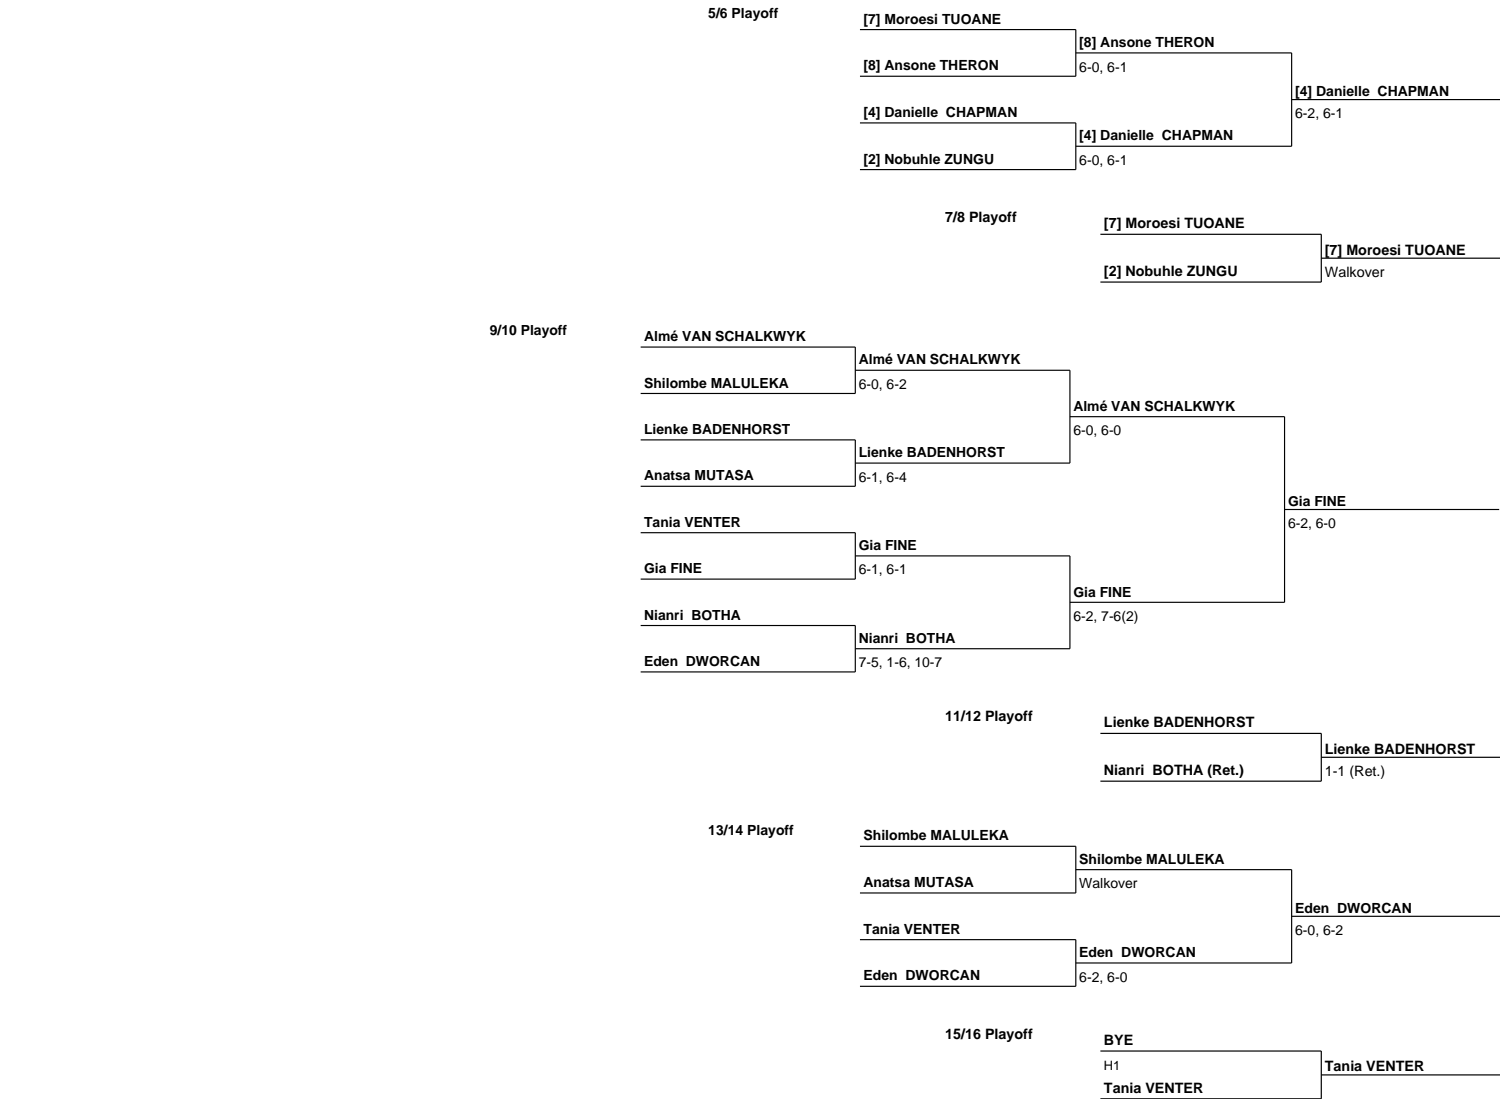 5/6 Playoff
[7] Moroesi TUOANE
[8] Ansone THERON
[8] Ansone THERON
6-0, 6-1
[4] Danielle CHAPMAN
6-2, 6-1
[4] Danielle CHAPMAN
[4] Danielle CHAPMAN
[2] Nobuhle ZUNGU
6-0, 6-1
7/8 Playoff
[7] Moroesi TUOANE
[7] Moroesi TUOANE
[2] Nobuhle ZUNGU
Walkover
9/10 Playoff
Almé VAN SCHALKWYK
Almé VAN SCHALKWYK
Shilombe MALULEKA
6-0, 6-2
Almé VAN SCHALKWYK
6-0, 6-0
Lienke BADENHORST
Lienke BADENHORST
Anatsa MUTASA
6-1, 6-4
Gia FINE
6-2, 6-0
Tania VENTER
Gia FINE
Gia FINE
6-1, 6-1
Gia FINE
6-2, 7-6(2)
Nianri BOTHA
Nianri BOTHA
Eden DWORCAN
7-5, 1-6, 10-7
11/12 Playoff
Lienke BADENHORST
Lienke BADENHORST
Nianri BOTHA (Ret.)
1-1 (Ret.)
13/14 Playoff
Shilombe MALULEKA
Shilombe MALULEKA
Anatsa MUTASA
Walkover
Eden DWORCAN
6-0, 6-2
Tania VENTER
Eden DWORCAN
Eden DWORCAN
6-2, 6-0
15/16 Playoff
BYE
H1
Tania VENTER
Tania VENTER